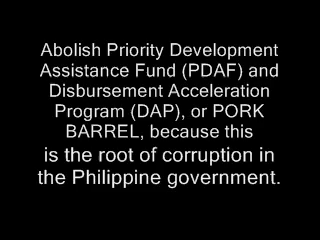 Abolish Priority Development
Assistance Fund (PDAF) and
Disbursement Acceleration
Program (DAP), or PORK
BARREL, because this
is the root of corruption in
the Philippine government.